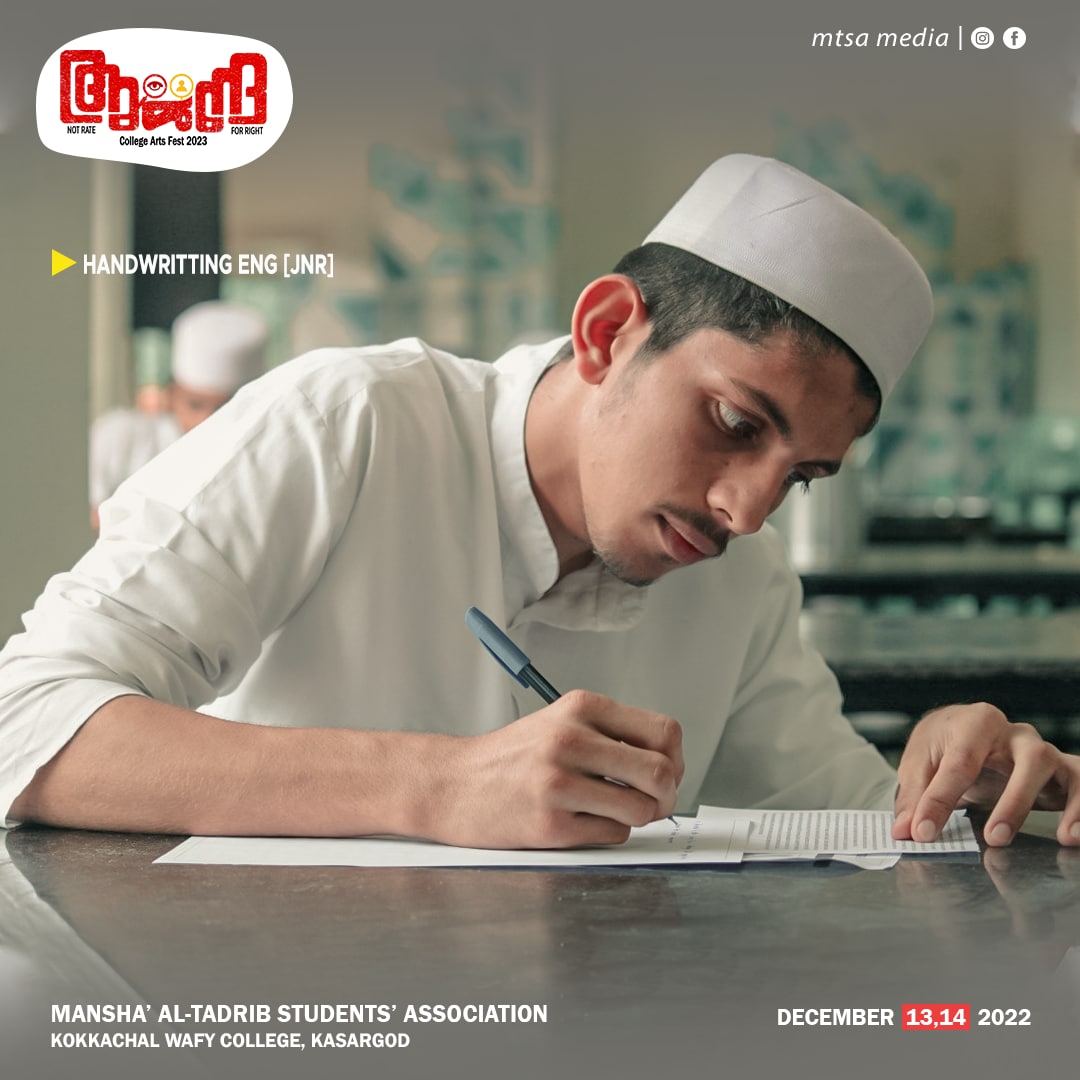 mtsa media |
NOT RATE
FOR RIGHT
College Arts Fest 2023
HANDWRITTING ENG [JNR]
MANSHA’ AL-TADRIB STUDENTS’ ASSOCIATION
KOKKACHAL WAFY COLLEGE, KASARGOD
DECEMBER 13,14 2022